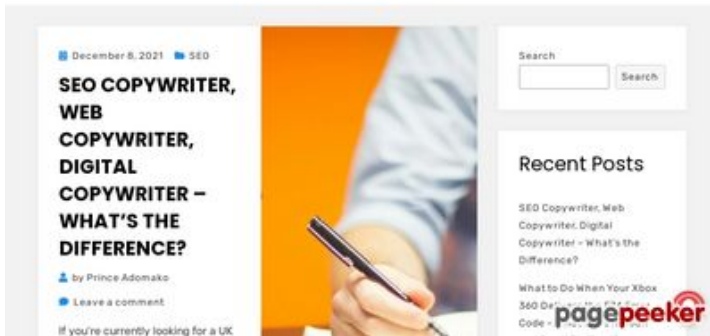 December 8, 2021 SEO
SEO COPYWRITER,
WEB
COPYWRITER,
DIGITAL
COPYWRITER –
WHAT'S THE
DIFFERENCE?
by Prince Adomako
Leave a comment
If you're currently looking for a UK
Search
Search
Recent Posts
SEO Copywriter, Web
Copywriter, Digital
Copywriter – What's the
Difference?
What to Do When Your Xbox
360 
Code –
pagepeeker